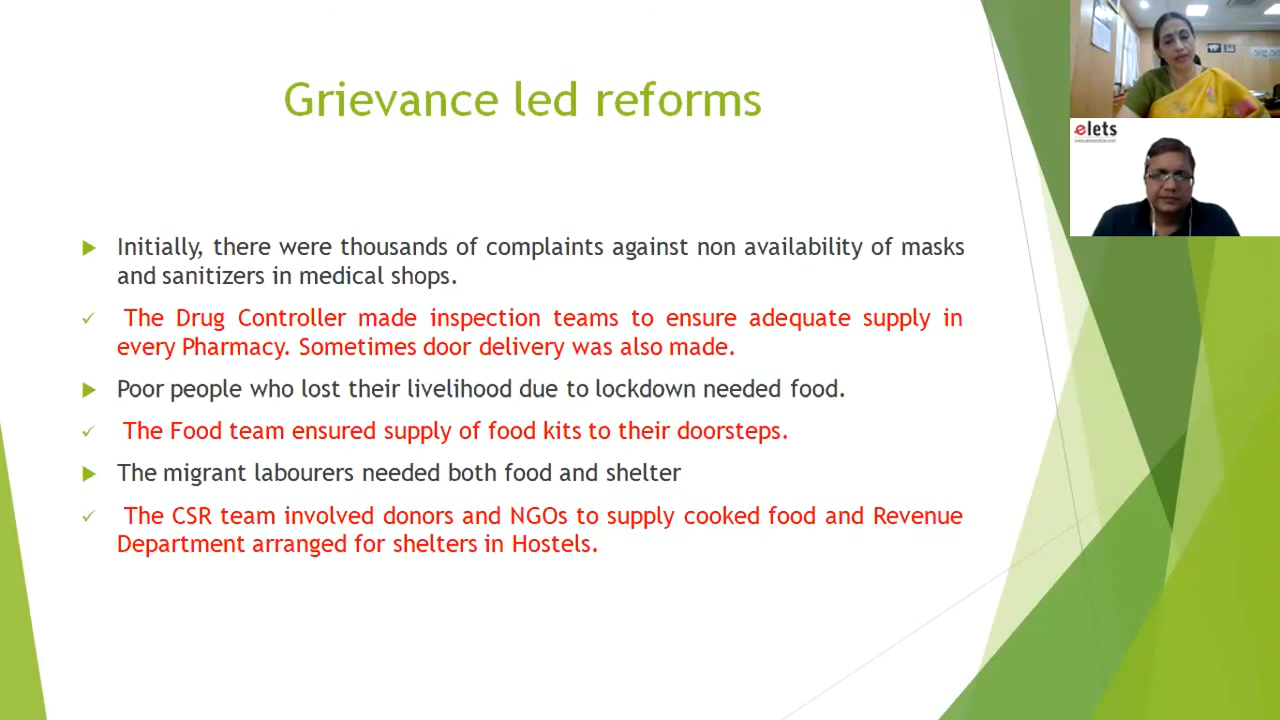 Grievance led reforms
elets
Initially, there were thousands of complaints against non availability of masks
and sanitizers in medical shops.
The Drug Controller made inspection teams to ensure adequate supply in
every Pharmacy. Sometimes door delivery was also made.
Poor people who lost their livelihood due to lockdown needed food.
The Food team ensured supply of food kits to their doorsteps.
The migrant labourers needed both food and shelter
The CSR team involved donors and NGOs to supply cooked food and Revenue
Department arranged for shelters in Hostels.